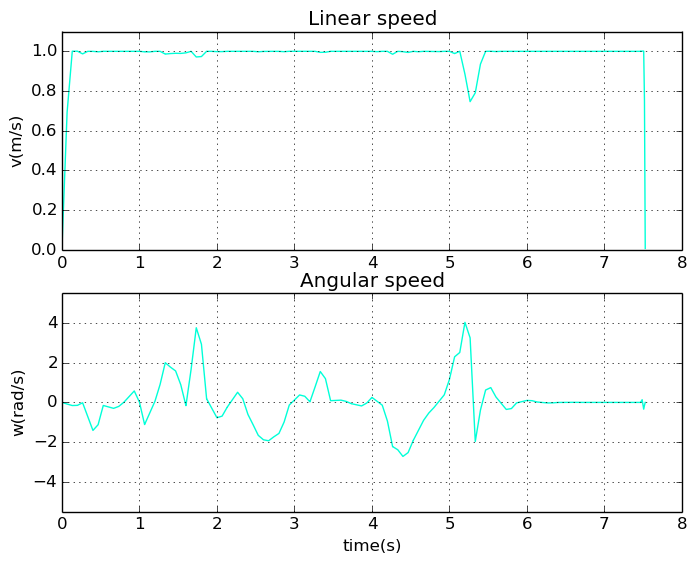 Linear speed
1.0
0.8
0.6
0.4
0.2
0.0
v(m/s)
0 1 2 3 4 5 6 7 8
Angular speed
4
2
0
−2
−4
w(rad/s)
0 1 2 3 4 5 6 7 8
time(s)